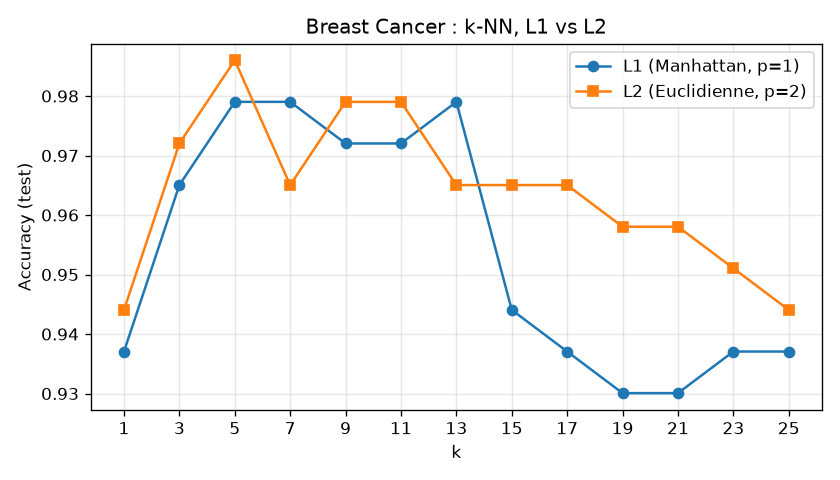 Breast Cancer : k-NN, L1 vs L2
L1 (Manhattan, p=1)
L2 (Euclidienne, p=2)
Accuracy (test)
0.98
0.97
0.96
0.95
0.94
0.93
1 3 5 7 9 11 13 15 17 19 21 23 25
k